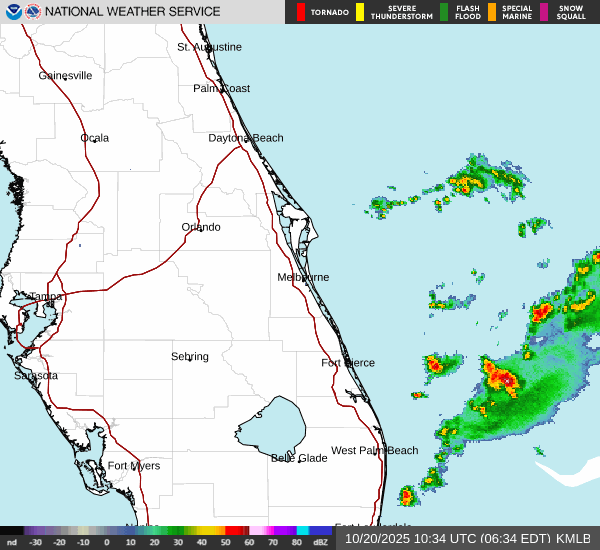 NATIONAL WEATHER SERVICE
TORNADO
SEVERE
THUNDERSTORM
FLASH
FLOOD
SPECIAL
MARINE
SNOW
SQUALL
St. Augustine
Gainesville
Palm Coast
Ocala
Daytona Beach
Orlando
Melbourne
Tampa
Sebring
Fort Pierce
Sarasota
West Palm Beach
Belle Glade
Fort Myers
nd -30 -20 -10 0 10 20 30 40 50 60 70 80 dBZ
10/20/2025 10:34 UTC (06:34 EDT) KMLB